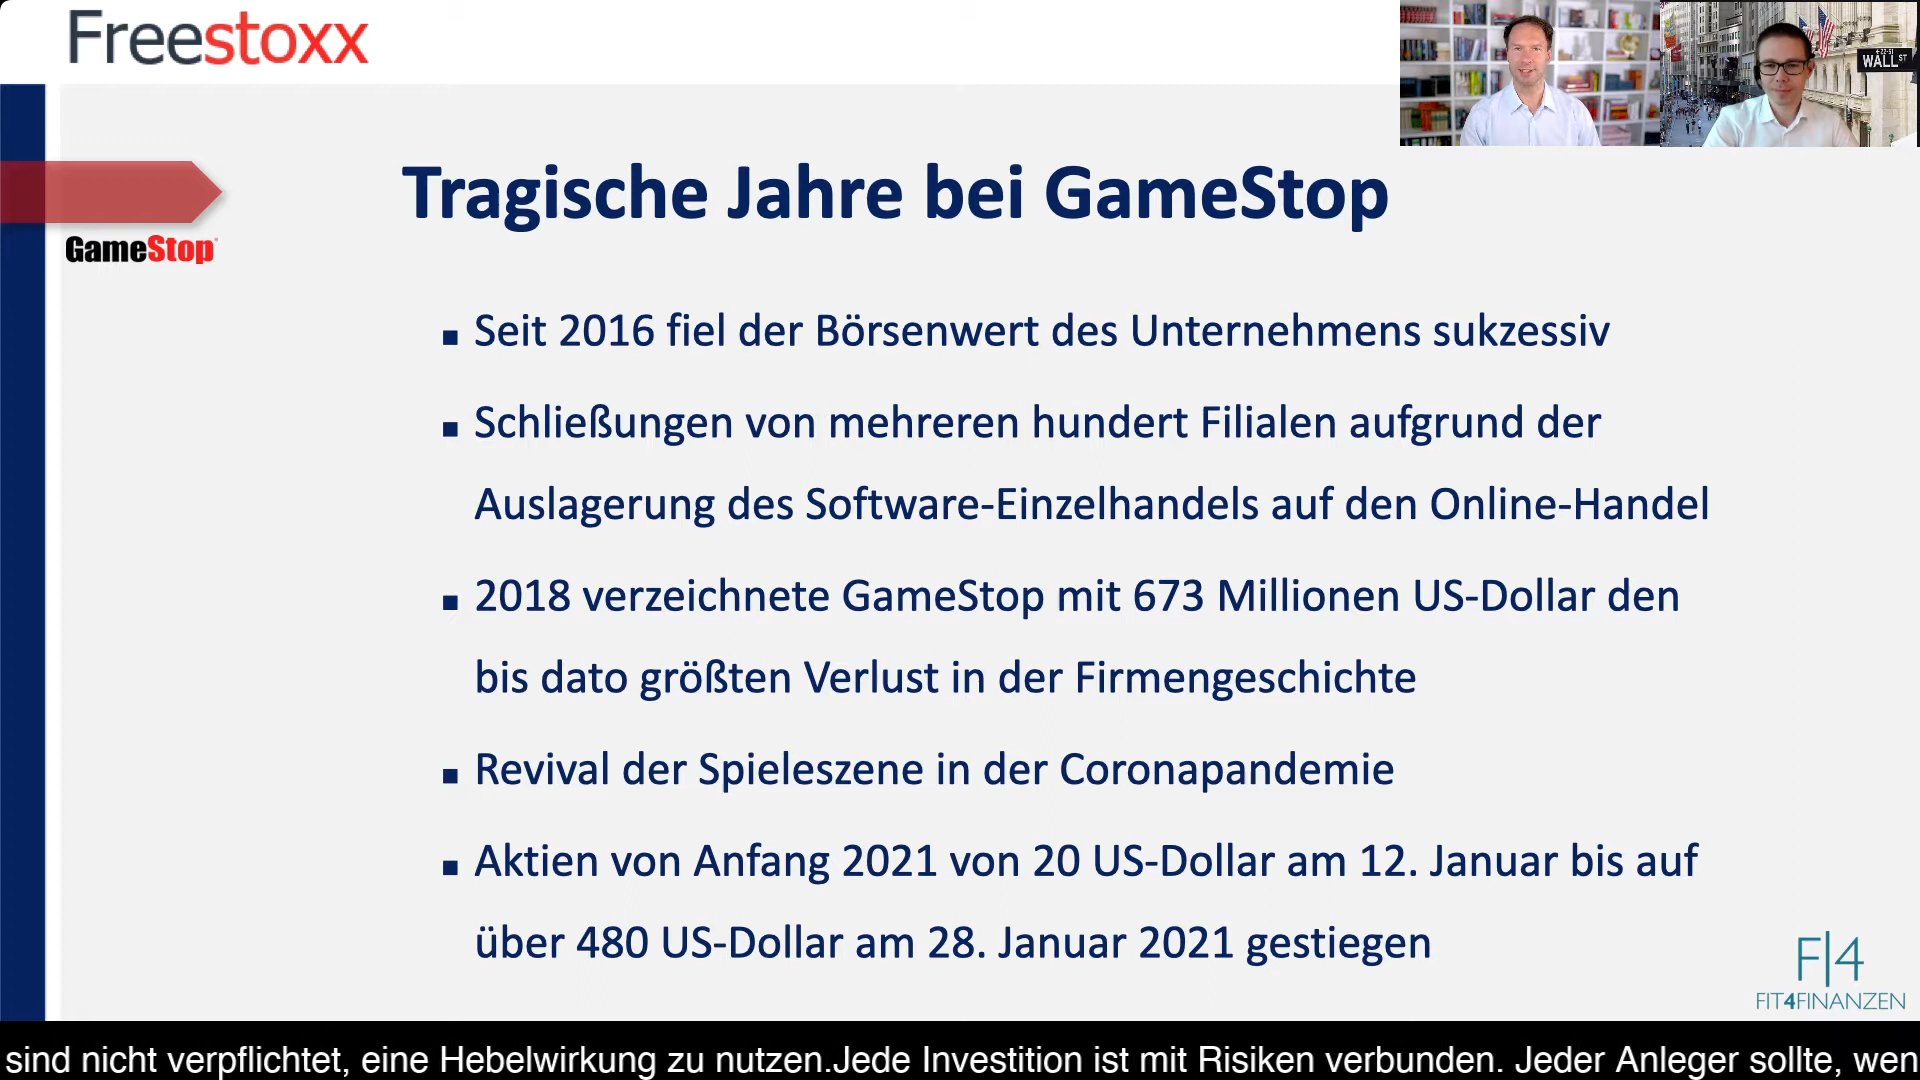 Freestoxx
WALL ST
Tragische Jahre bei GameStop
GameStop
▪ Seit 2016 fiel der Börsenwert des Unternehmens sukzessiv
▪ Schließungen von mehreren hundert Filialen aufgrund der
Auslagerung des Software-Einzelhandels auf den Online-Handel
▪ 2018 verzeichnete GameStop mit 673 Millionen US-Dollar den
bis dato größten Verlust in der Firmengeschichte
▪ Revival der Spieleszene in der Coronapandemie
▪ Aktien von Anfang 2021 von 20 US-Dollar am 12. Januar bis auf
über 480 US-Dollar am 28. Januar 2021 gestiegen
F|4
FIT4FINANZEN
sind nicht verpflichtet, eine Hebelwirkung zu nutzen.Jede Investition ist mit Risiken verbunden. Jeder Anleger sollte, wen